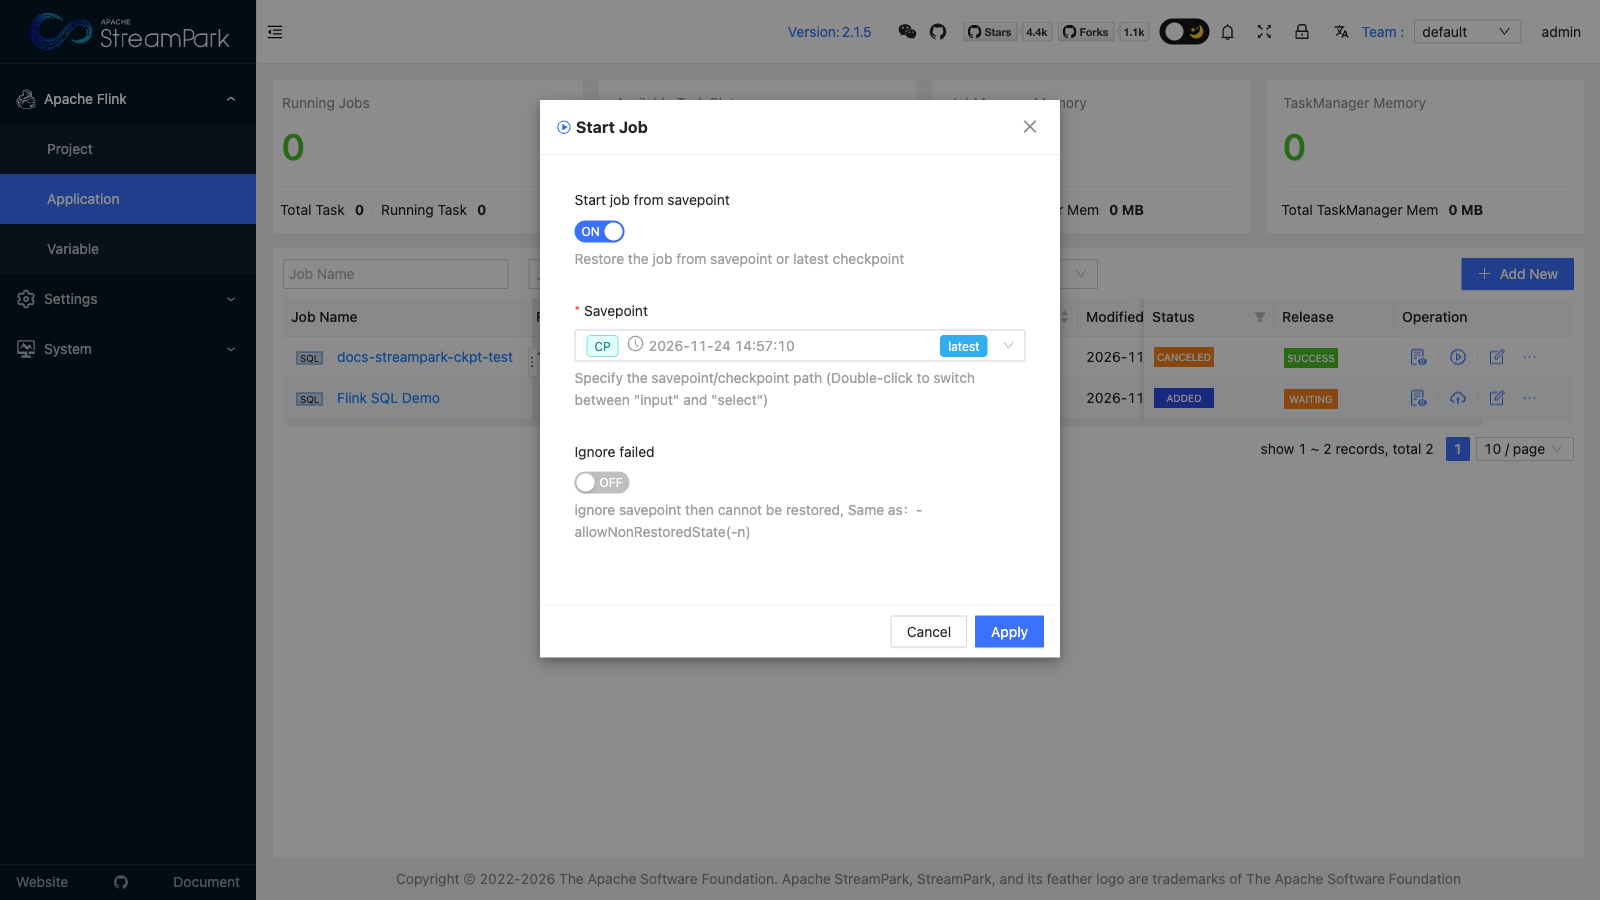 APACHE
StreamPark
Version: 2.1.5
Stars
4.4k
Forks
1.1k
Team :
default
admin
Apache Flink
Project
Application
Variable
Settings
System
Website
Document
Running Jobs
0
Total Task 0
Running Task 0
Mem 0 MB
TaskManager Memory
0
Total TaskManager Mem 0 MB
Job Name
Add New
Job Name
Modified
Status
Release
Operation
SQL docs-streampark-ckpt-test
2026-11
CANCELED
SUCCESS
SQL Flink SQL Demo
2026-11
ADDED
WAITING
show 1 ~ 2 records, total 2
1
10 / page
Start Job
Start job from savepoint
ON
Restore the job from savepoint or latest checkpoint
* Savepoint
CP 2026-11-24 14:57:10 latest
Specify the savepoint/checkpoint path (Double-click to switch
between "input" and "select")
Ignore failed
OFF
ignore savepoint then cannot be restored, Same as：-
allowNonRestoredState(-n)
Cancel
Apply
Copyright © 2022-2026 The Apache Software Foundation. Apache StreamPark, StreamPark, and its feather logo are trademarks of The Apache Software Foundation